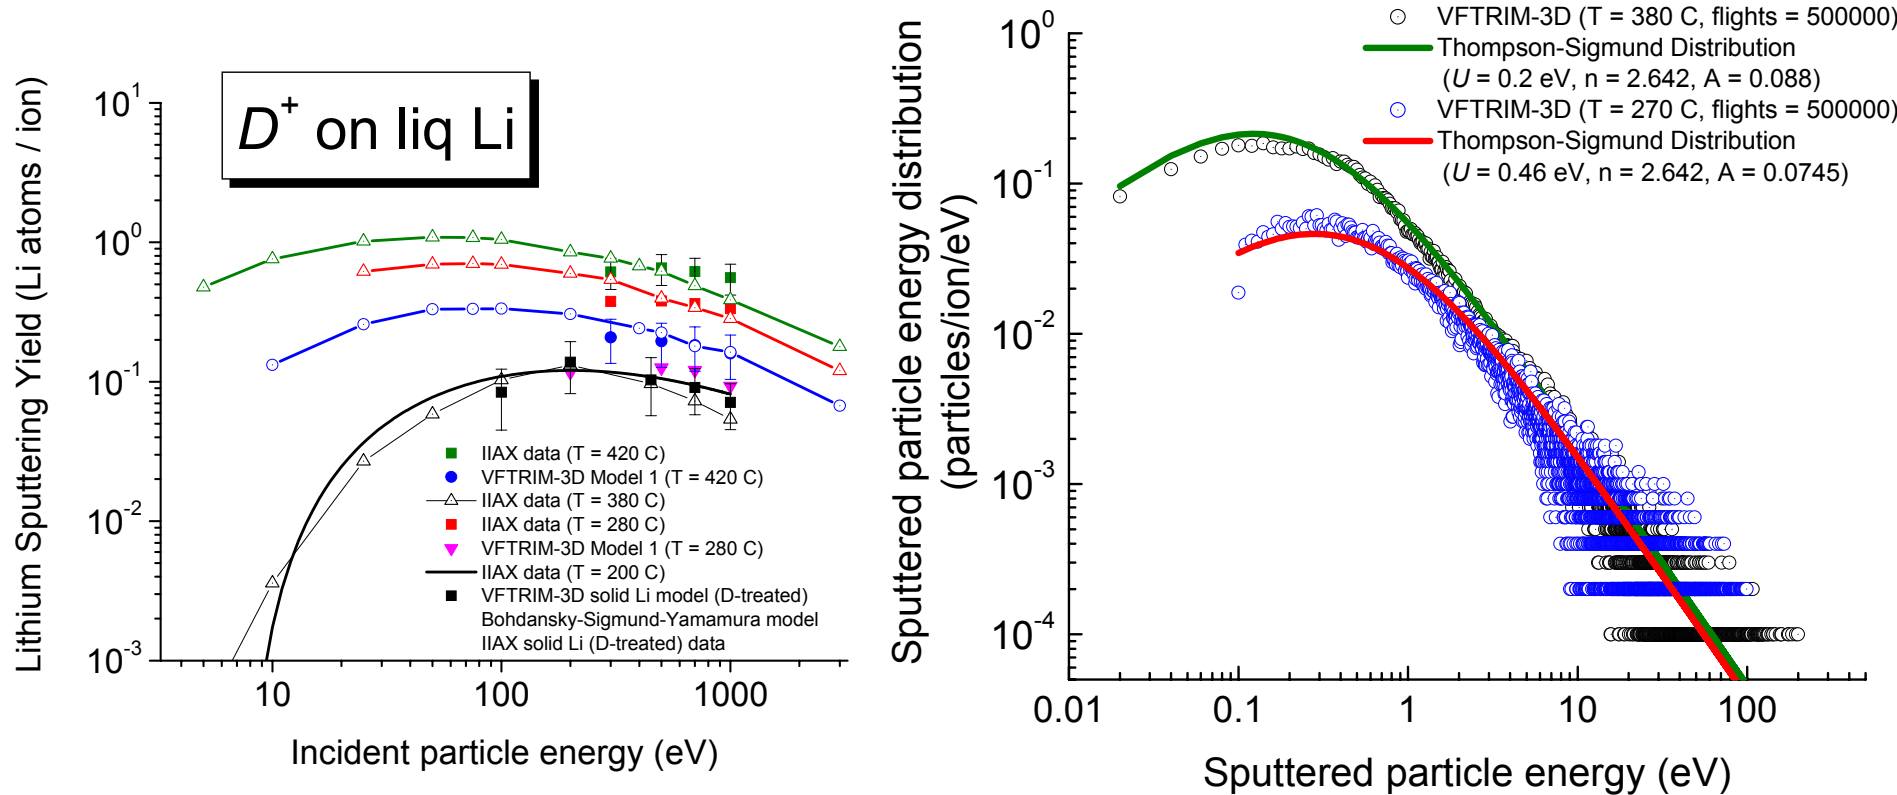 D+ on liq Li
Lithium Sputtering Yield (Li atoms / ion)
10^1
10^0
10^-1
10^-2
10^-3
IIAX data (T = 420 C)
VFTRIM-3D Model 1 (T = 420 C)
IIAX data (T = 380 C)
IIAX data (T = 280 C)
VFTRIM-3D Model 1 (T = 280 C)
IIAX data (T = 200 C)
VFTRIM-3D solid Li model (D-treated)
Bohdansky-Sigmund-Yamamura model
IIAX solid Li (D-treated) data
10 100 1000
Incident particle energy (eV)
Sputtered particle energy distribution
(particles/ion/eV)
10^0
10^-1
10^-2
10^-3
10^-4
VFTRIM-3D (T = 380 C, flights = 500000)
Thompson-Sigmund Distribution
(U = 0.2 eV, n = 2.642, A = 0.088)
VFTRIM-3D (T = 270 C, flights = 500000)
Thompson-Sigmund Distribution
(U = 0.46 eV, n = 2.642, A = 0.0745)
0.01 0.1 1 10 100
Sputtered particle energy (eV)